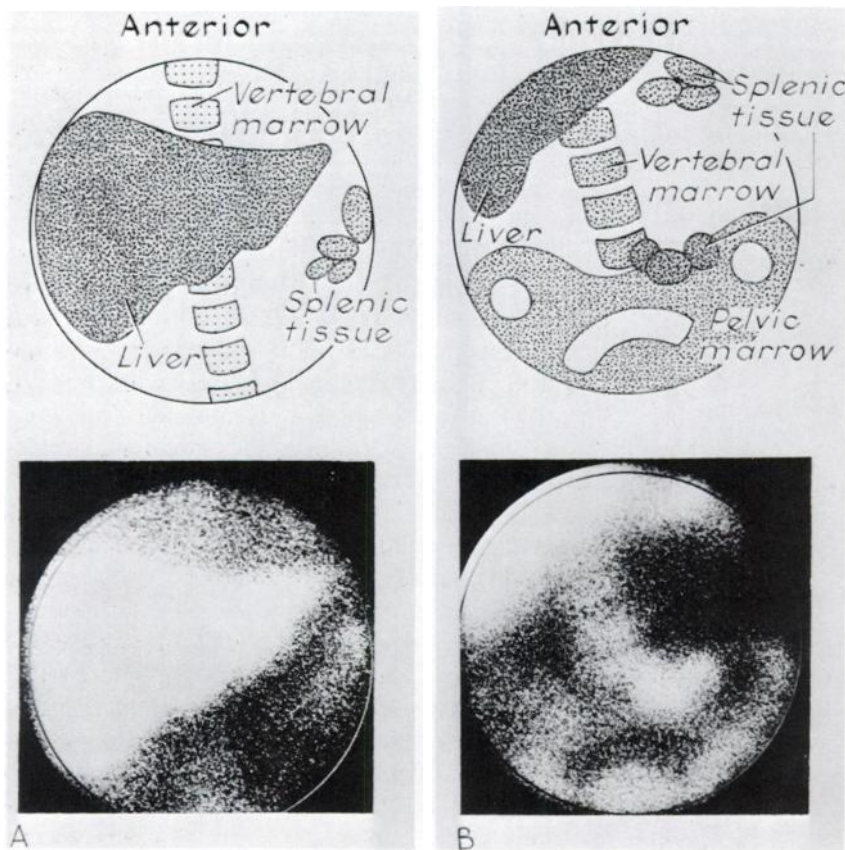 Anterior
Vertebral
marrow
Liver
Splenic
tissue
A
Anterior
Splenic
tissue
Vertebral
marrow
Liver
Pelvic
marrow
B